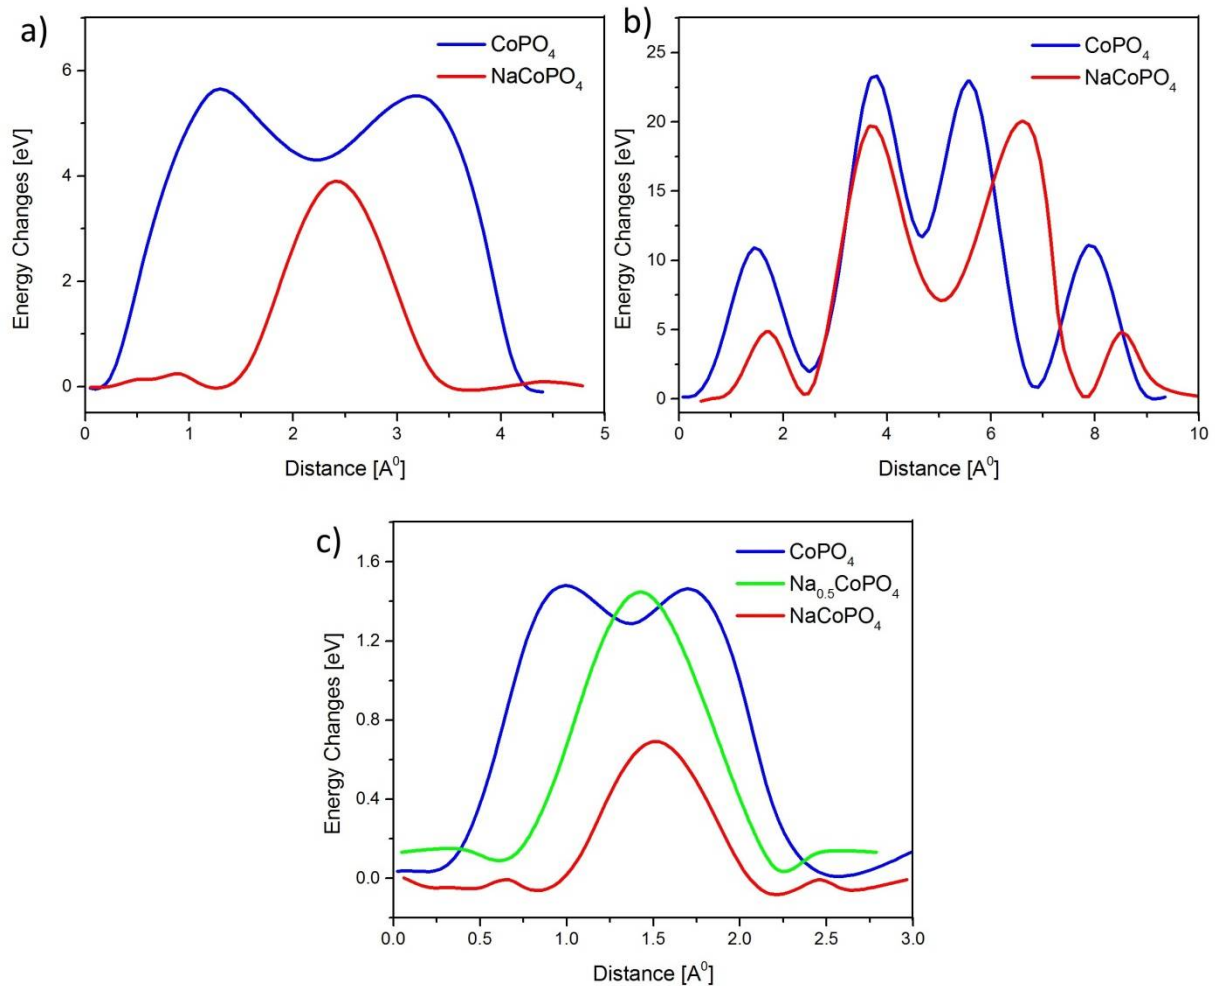 a)
CoPO4
NaCoPO4
6
4
2
0
Energy Changes [eV]
0 1 2 3 4 5
Distance [A0]
b)
CoPO4
NaCoPO4
25
20
15
10
5
0
Energy Changes [eV]
0 2 4 6 8 10
Distance [A0]
c)
CoPO4
Na0.5CoPO4
NaCoPO4
1.6
1.2
0.8
0.4
0.0
Energy Changes [eV]
0.0 0.5 1.0 1.5 2.0 2.5 3.0
Distance [A0]